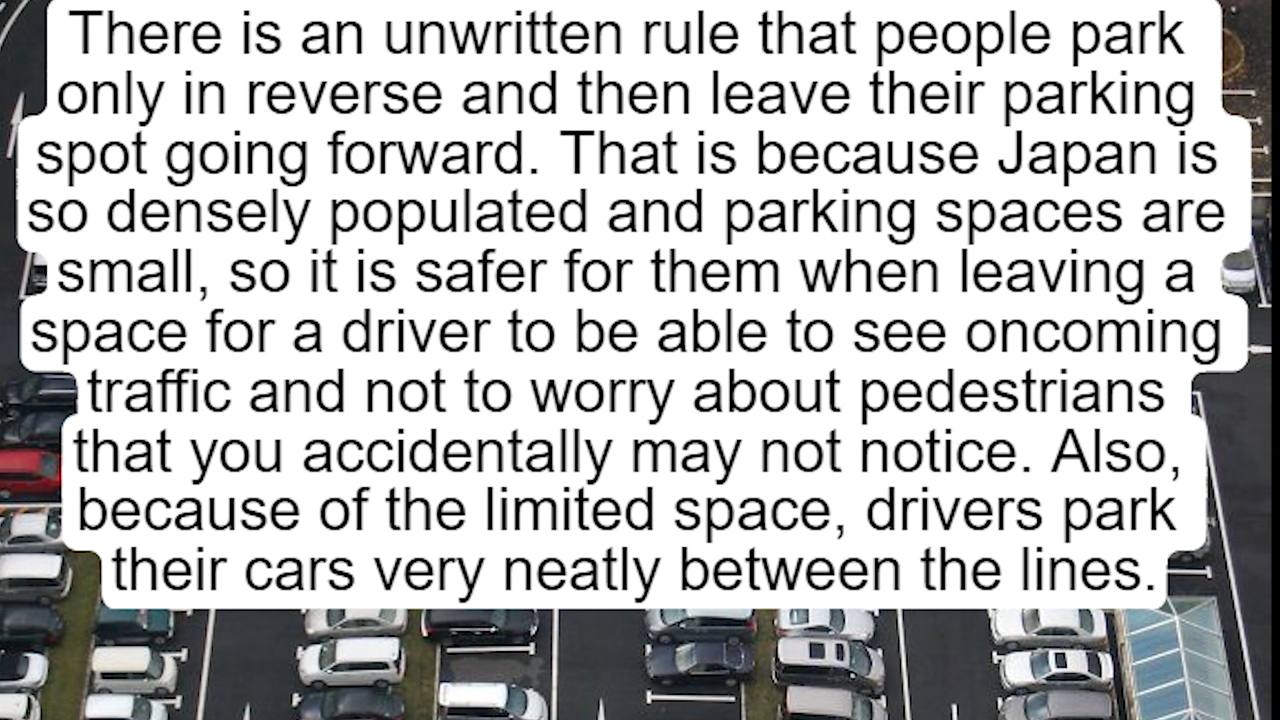 There is an unwritten rule that people park
only in reverse and then leave their parking
spot going forward. That is because Japan is
so densely populated and parking spaces are
small, so it is safer for them when leaving a
space for a driver to be able to see oncoming
traffic and not to worry about pedestrians
that you accidentally may not notice. Also,
because of the limited space, drivers park
their cars very neatly between the lines.